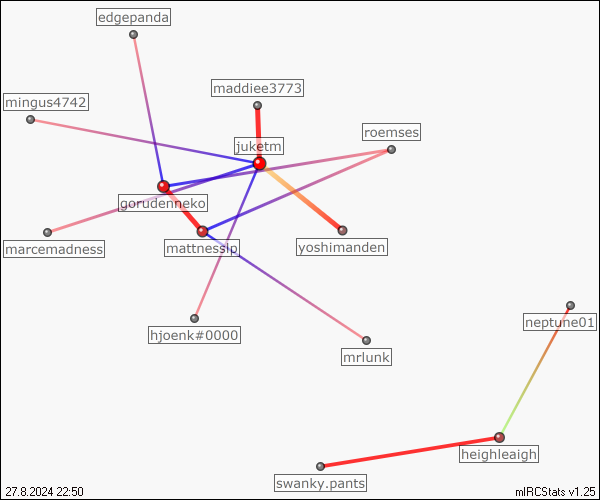 edgepanda
maddiee3773
mingus4742
roemses
juketm
gorudenneko
mattnessip
yoshimanden
marcemadness
neptune01
hjoenk#0000
mrlunk
heighleaigh
swanky.pants
27.8.2024 22:50
mIRCStats v1.25